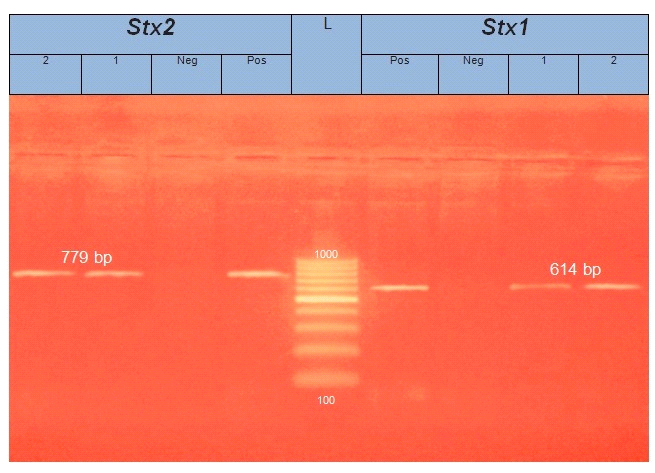 Stx2 L Stx1
2 1 Neg Pos Pos Neg 1 2
1000
779 bp
614 bp
100